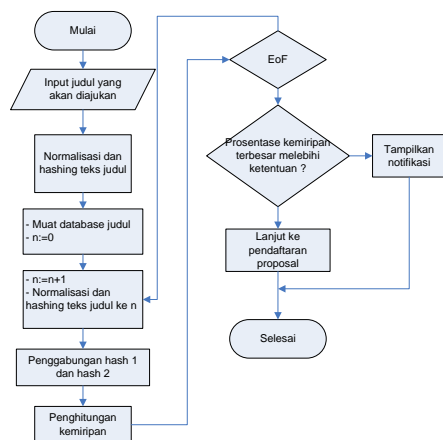 Mulai
Input judul yang
akan diajukan
Normalisasi dan
hashing teks judul
- Muat database judul
- n:=0
- n:=n+1
- Normalisasi dan
hashing teks judul ke n
Penggabungan hash 1
dan hash 2
Penghitungan
kemiripan
EoF
Prosentase kemiripan
terbesar melebihi
ketentuan ?
Tampilkan
notifikasi
Lanjut ke
pendaftaran
proposal
Selesai